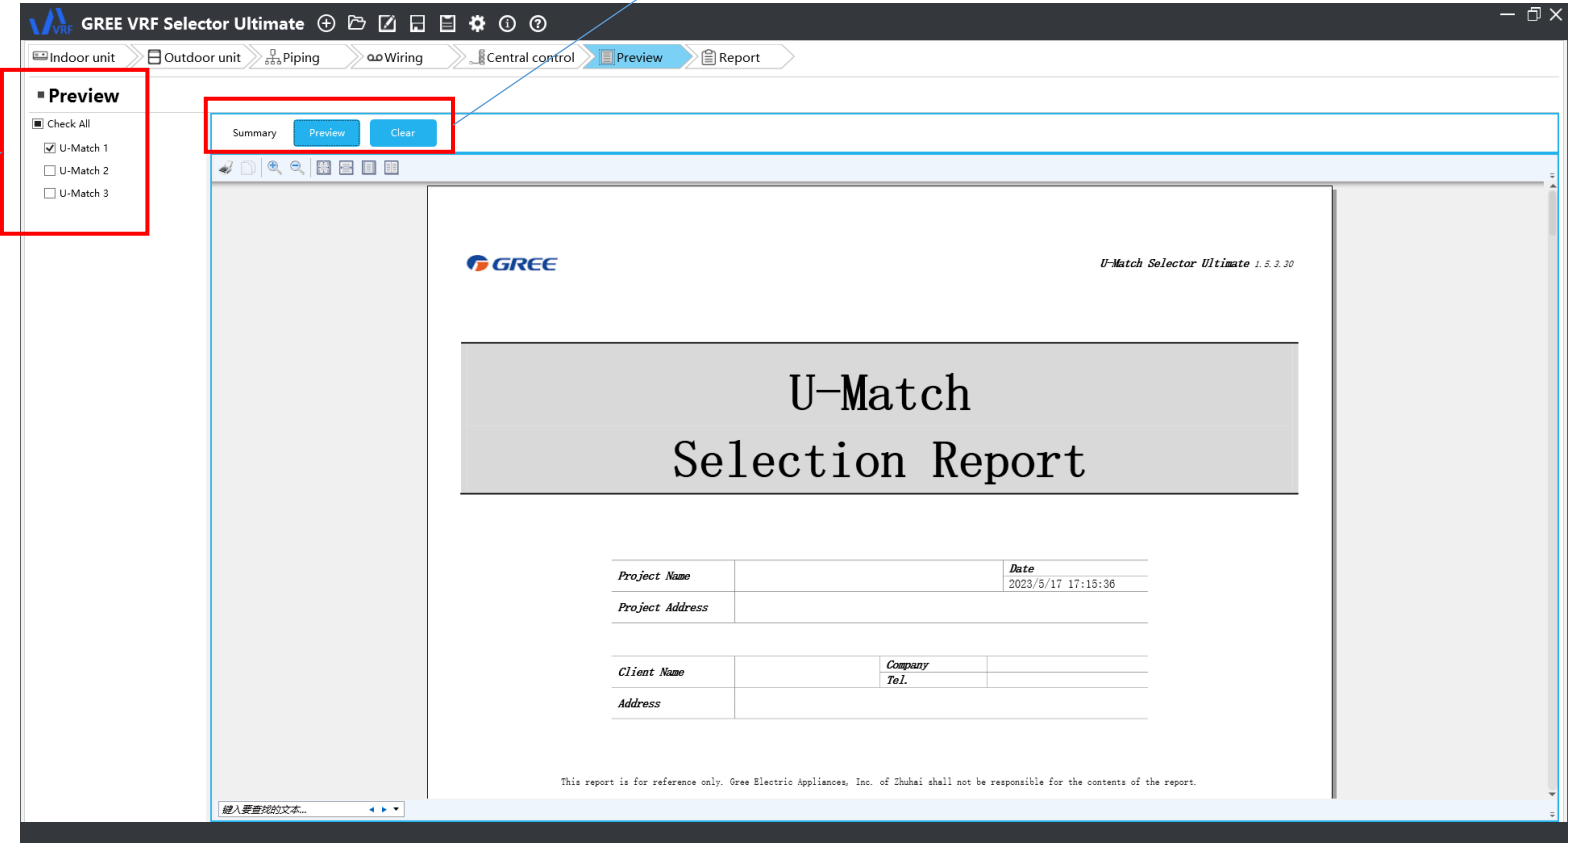 VRF GREE VRF Selector Ultimate
Indoor unit Outdoor unit Piping Wiring Central control Preview Report
Preview
Check All
U-Match 1
U-Match 2
U-Match 3
Summary Preview Clear
GREE U-Match Selector Ultimate 1.5.3.30
U-Match
Selection Report
Project Name Date
2023/5/17 17:15:36
Project Address
Client Name Company
Tel.
Address
This report is for reference only. Gree Electric Appliances, Inc. of Zhuhai shall not be responsible for the contents of the report.
键入要查找的文本...